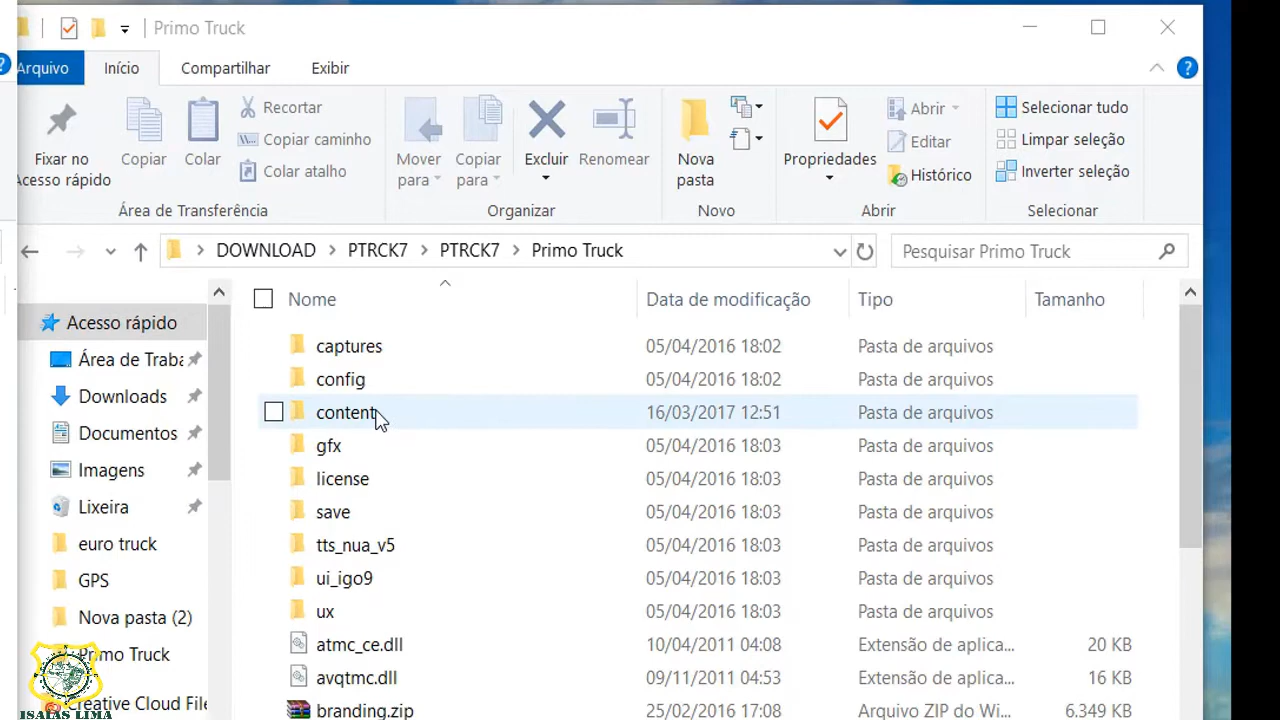 Primo Truck
Arquivo Início Compartilhar Exibir
Fixar no
Acesso rápido
Copiar
Colar
Recortar
Copiar caminho
Colar atalho
Área de Transferência
Mover
para
Copiar
para
Excluir
Renomear
Organizar
Nova
pasta
Novo
Propriedades
Abrir
Editar
Histórico
Abrir
Selecionar tudo
Limpar seleção
Inverter seleção
Selecionar
DOWNLOAD PTRCK7 PTRCK7 Primo Truck
Pesquisar Primo Truck
Acesso rápido
Área de Traba
Downloads
Documentos
Imagens
Lixeira
euro truck
GPS
Nova pasta (2)
Primo Truck
Creative Cloud File
Nome Data de modificação Tipo Tamanho
captures 05/04/2016 18:02 Pasta de arquivos
config 05/04/2016 18:02 Pasta de arquivos
content 16/03/2017 12:51 Pasta de arquivos
gfx 05/04/2016 18:03 Pasta de arquivos
license 05/04/2016 18:03 Pasta de arquivos
save 05/04/2016 18:03 Pasta de arquivos
tts_nua_v5 05/04/2016 18:03 Pasta de arquivos
ui_igo9 05/04/2016 18:03 Pasta de arquivos
ux 05/04/2016 18:03 Pasta de arquivos
atmc_ce.dll 10/04/2011 04:08 Extensão de aplica... 20 KB
avqtmc.dll 09/11/2011 04:53 Extensão de aplica... 16 KB
branding.zip 25/02/2016 17:08 Arquivo ZIP do Wi... 6.349 KB
ISAIAS LIMA